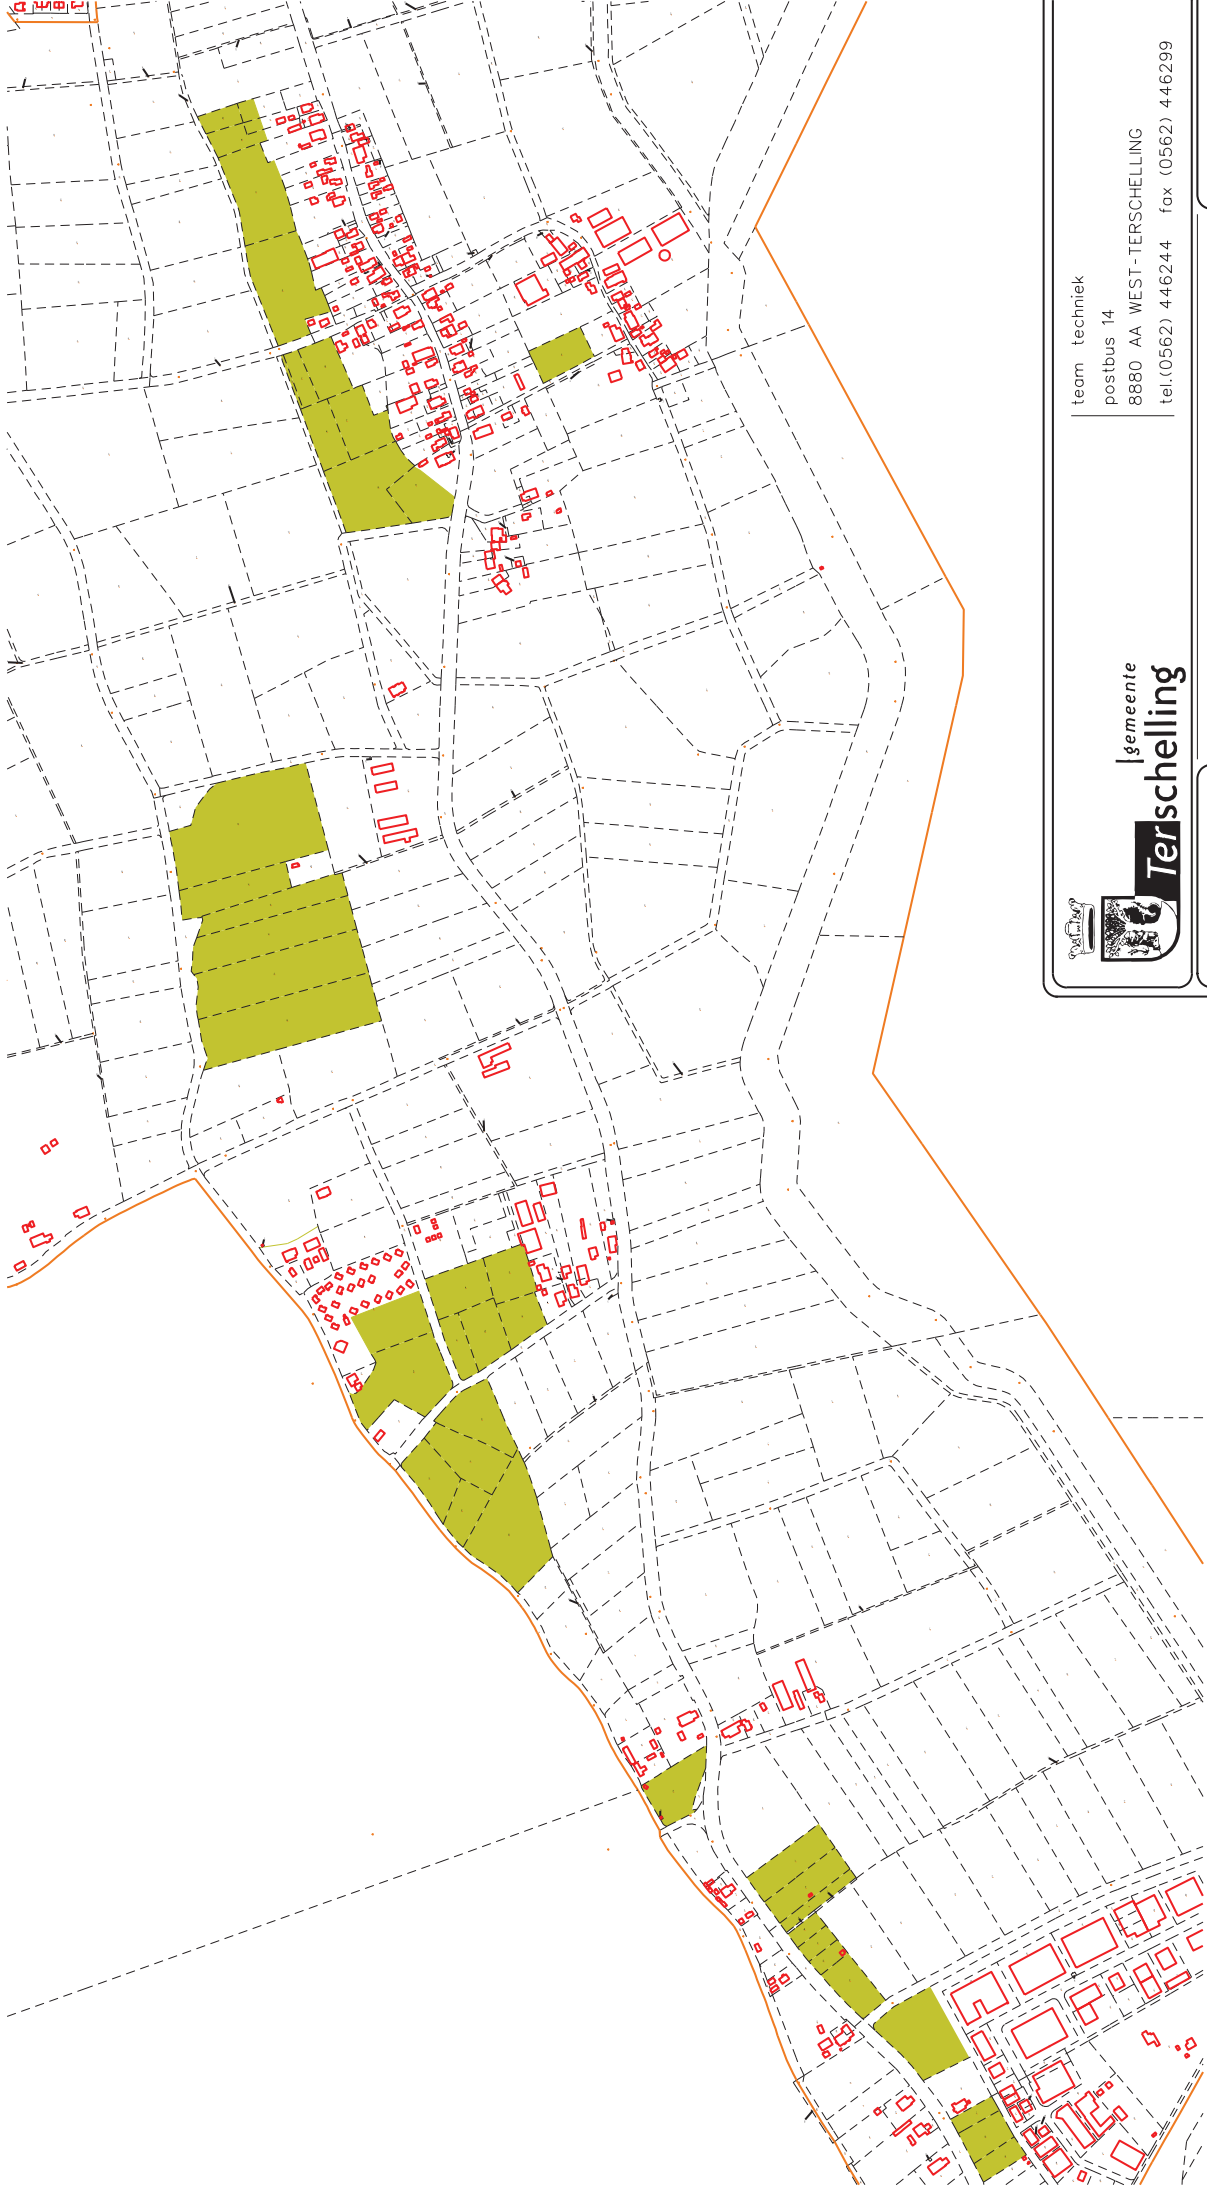 team techniek
postbus 14
8880 AA WEST-TERSCHELLING
tel.(0562) 446244 fax (0562) 446299
gemeente
Terschelling